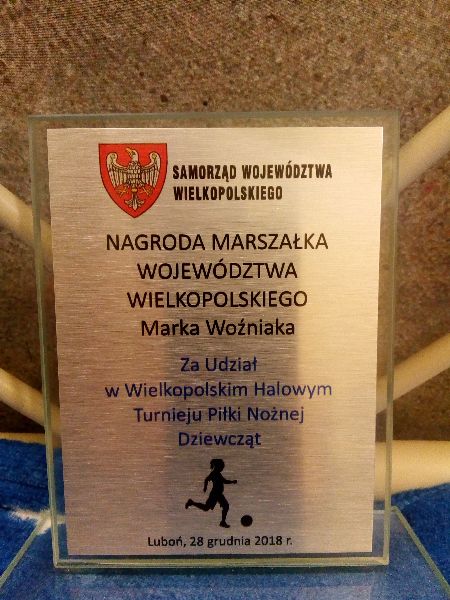 SAMORZĄD WOJEWÓDZTWA
WIELKOPOLSKIEGO
NAGRODA MARSZAŁKA
WOJEWÓDZTWA
WIELKOPOLSKIEGO
Marka Woźniaka
Za Udział
w Wielkopolskim Halowym
Turnieju Piłki Nożnej
Dziewcząt
Luboń, 28 grudnia 2018 r.